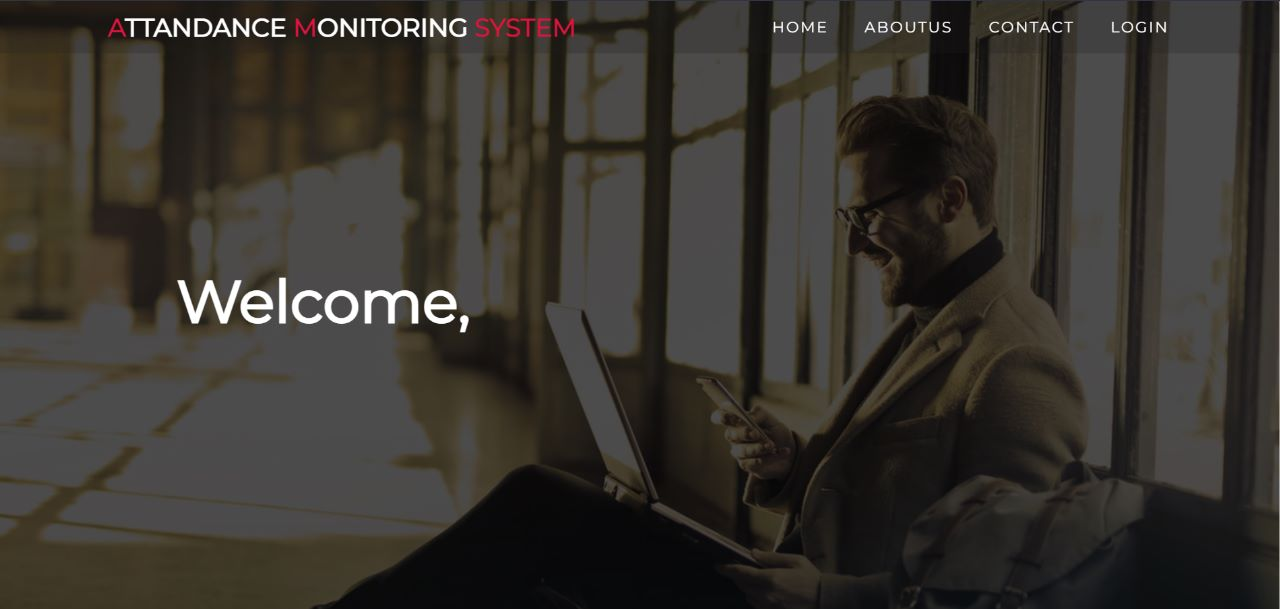 ATTANDANCE MONITORING SYSTEM
HOME ABOUTUS CONTACT LOGIN
Welcome,